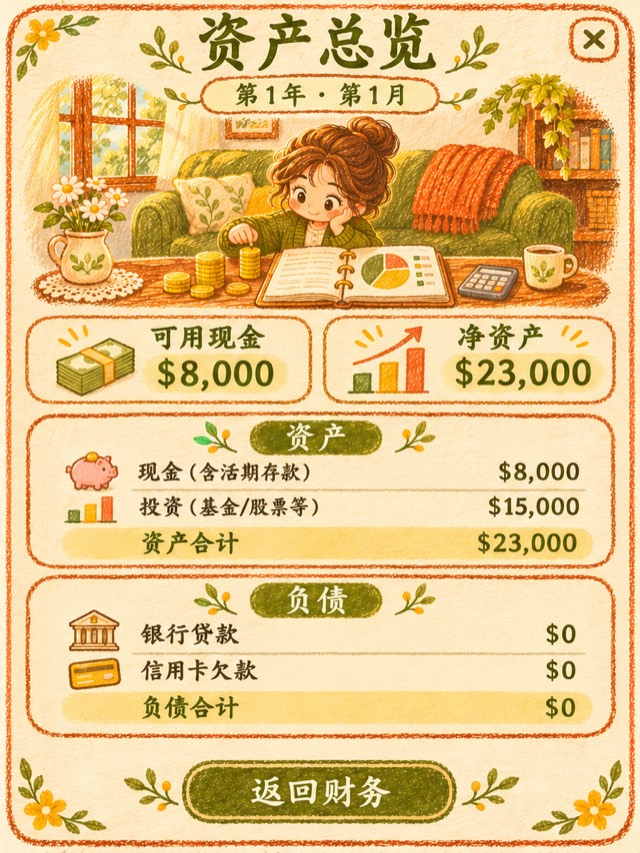 资产总览
第1年·第1月
可用现金
$8,000
净资产
$23,000
资产
现金(含活期存款) $8,000
投资(基金/股票等) $15,000
资产合计 $23,000
负债
银行贷款 $0
信用卡欠款 $0
负债合计 $0
返回财务